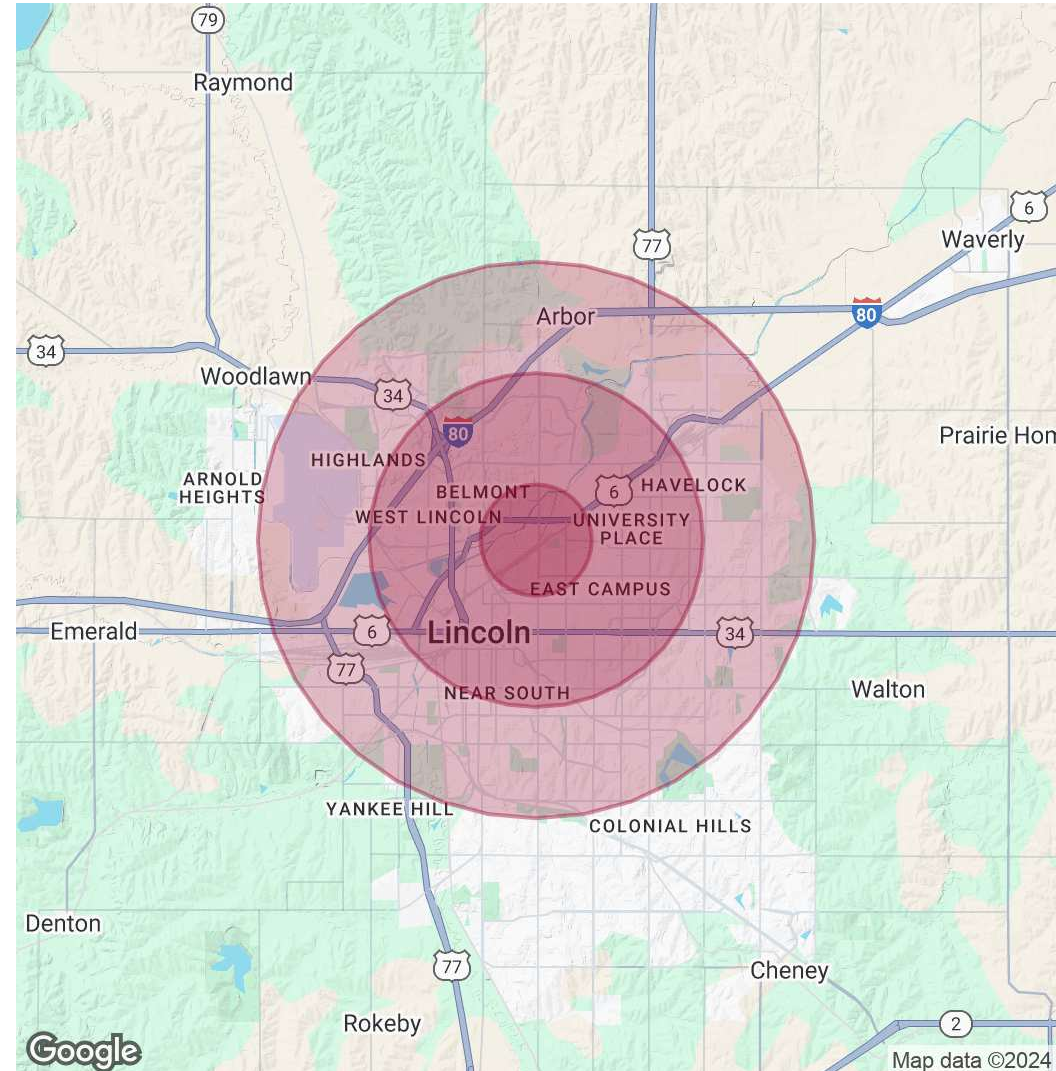 79
Raymond
6
Waverly
77
Arbor
80
34
Woodlawn
34
80
Prairie Hom
HIGHLANDS
ARNOLD
HEIGHTS
BELMONT
6
HAVELOCK
WEST LINCOLN
UNIVERSITY
PLACE
EAST CAMPUS
Emerald
6
Lincoln
34
77
NEAR SOUTH
Walton
YANKEE HILL
COLONIAL HILLS
Denton
77
Cheney
Rokeby
2
Google
Map data ©2024